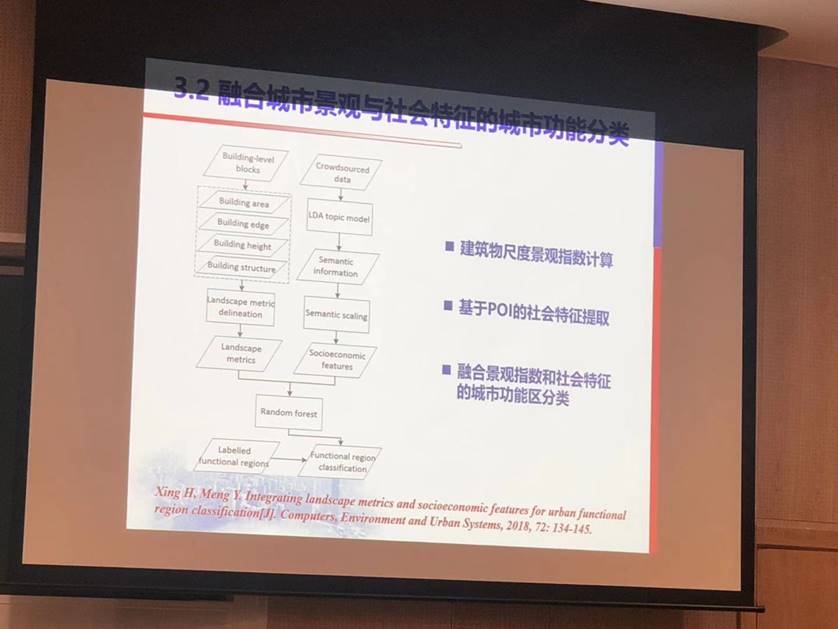 3.2 融合城市景观与社会特征的城市功能分类
Building-level
blocks
Building area
Building edge
Building height
Building structure
Landscape metric
delineation
Landscape
metrics
Crowdsourced
data
LDA topic model
Semantic
information
Semantic scaling
Socioeconomic
features
Random forest
Labelled
functional regions
Functional region
classification
■ 建筑物尺度景观指数计算
■ 基于POI的社会特征提取
■ 融合景观指数和社会特征
的城市功能区分类
Xing H, Meng Y. Integrating landscape metrics and socioeconomic features for urban functional
region classification[J]. Computers, Environment and Urban Systems, 2018, 72: 134-145.